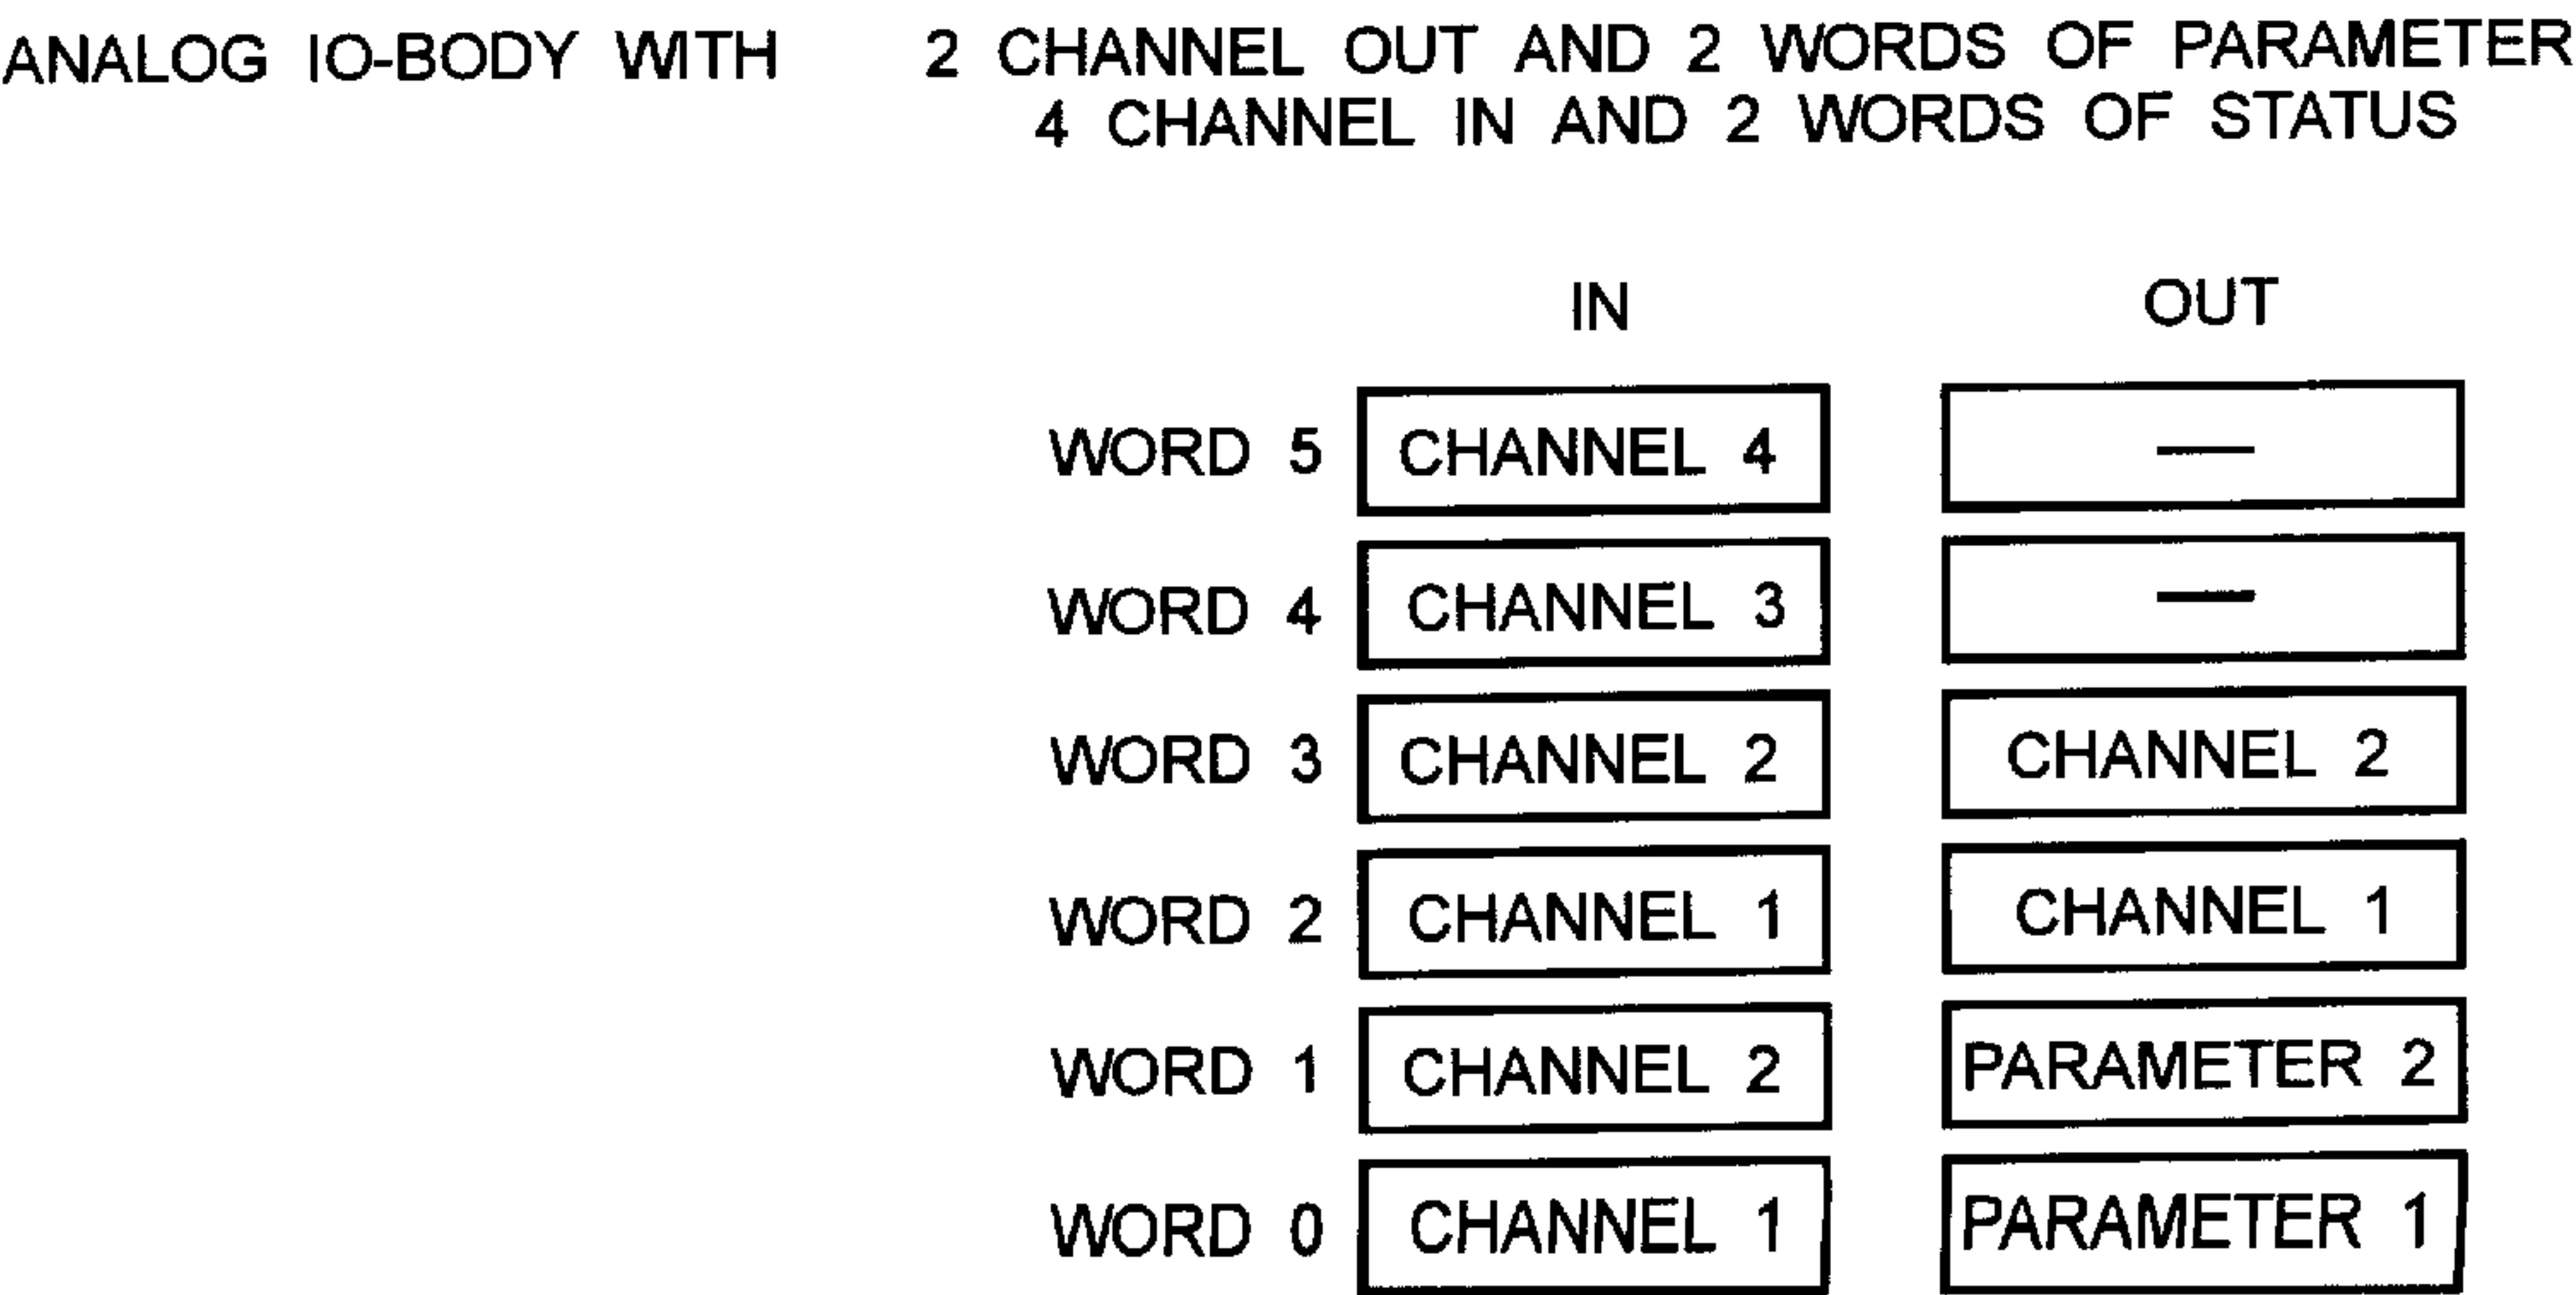 ANALOG IO-BODY WITH 2 CHANNEL OUT AND 2 WORDS OF PARAMETER
4 CHANNEL IN AND 2 WORDS OF STATUS
IN OUT
WORD 5 CHANNEL 4 —
WORD 4 CHANNEL 3 —
WORD 3 CHANNEL 2 CHANNEL 2
WORD 2 CHANNEL 1 CHANNEL 1
WORD 1 CHANNEL 2 PARAMETER 2
WORD 0 CHANNEL 1 PARAMETER 1